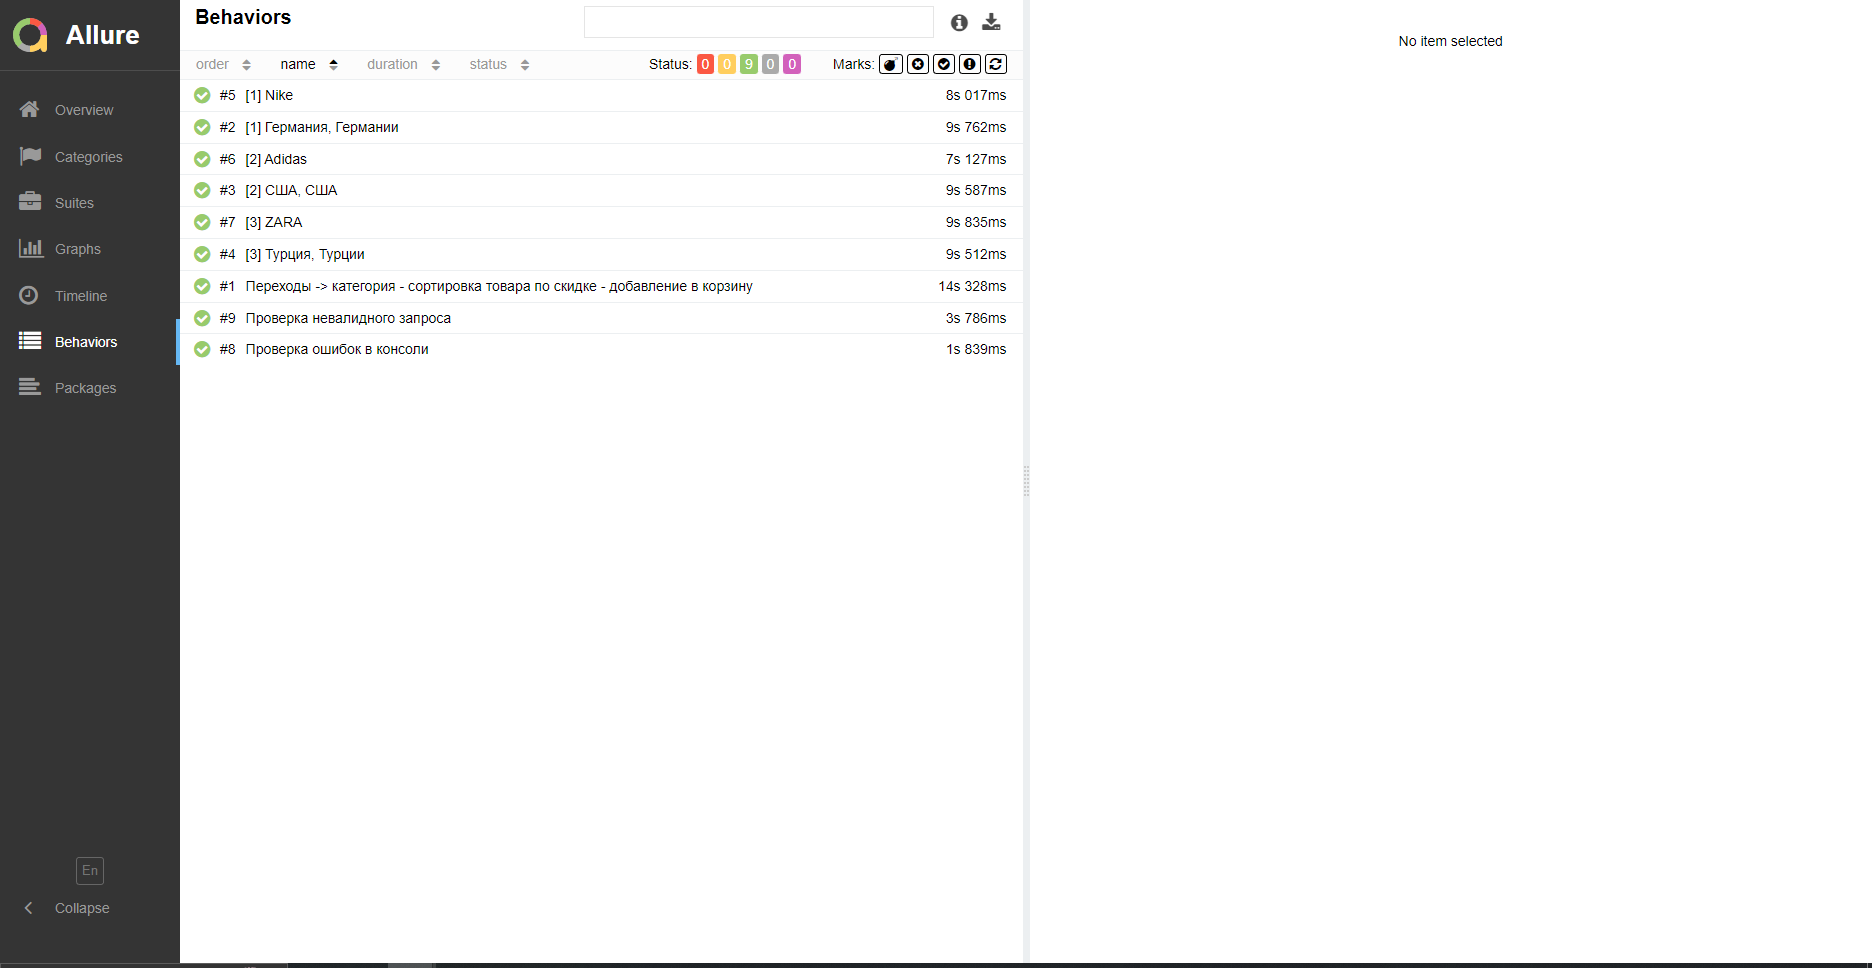 Allure
Overview
Categories
Suites
Graphs
Timeline
Behaviors
Packages
En
Collapse
Behaviors
order name duration status Status: 0 0 9 0 0 Marks:
#5 [1] Nike 8s 017ms
#2 [1] Германия, Германии 9s 762ms
#6 [2] Adidas 7s 127ms
#3 [2] США, США 9s 587ms
#7 [3] ZARA 9s 835ms
#4 [3] Турция, Турции 9s 512ms
#1 Переходы -> категория - сортировка товара по скидке - добавление в корзину 14s 328ms
#9 Проверка невалидного запроса 3s 786ms
#8 Проверка ошибок в консоли 1s 839ms
No item selected